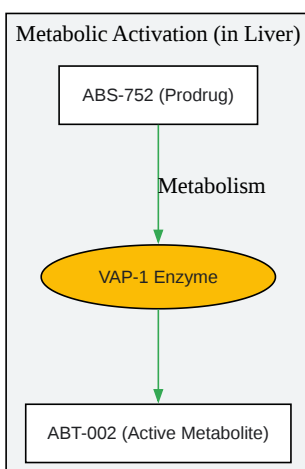 Metabolic Activation (in Liver)
ABS-752 (Prodrug)
Metabolism
VAP-1 Enzyme
ABT-002 (Active Metabolite)